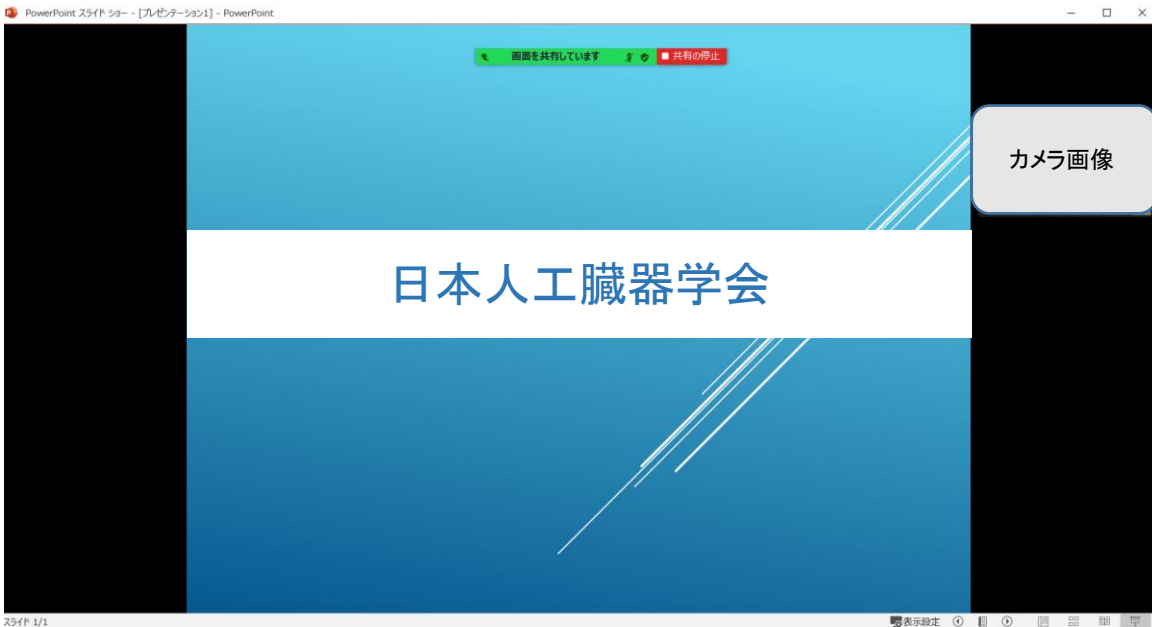 PowerPoint スライド ショー - [プレゼンテーション1] - PowerPoint
画面を共有しています
共有の停止
カメラ画像
日本人工臓器学会
スライド 1/1
表示設定